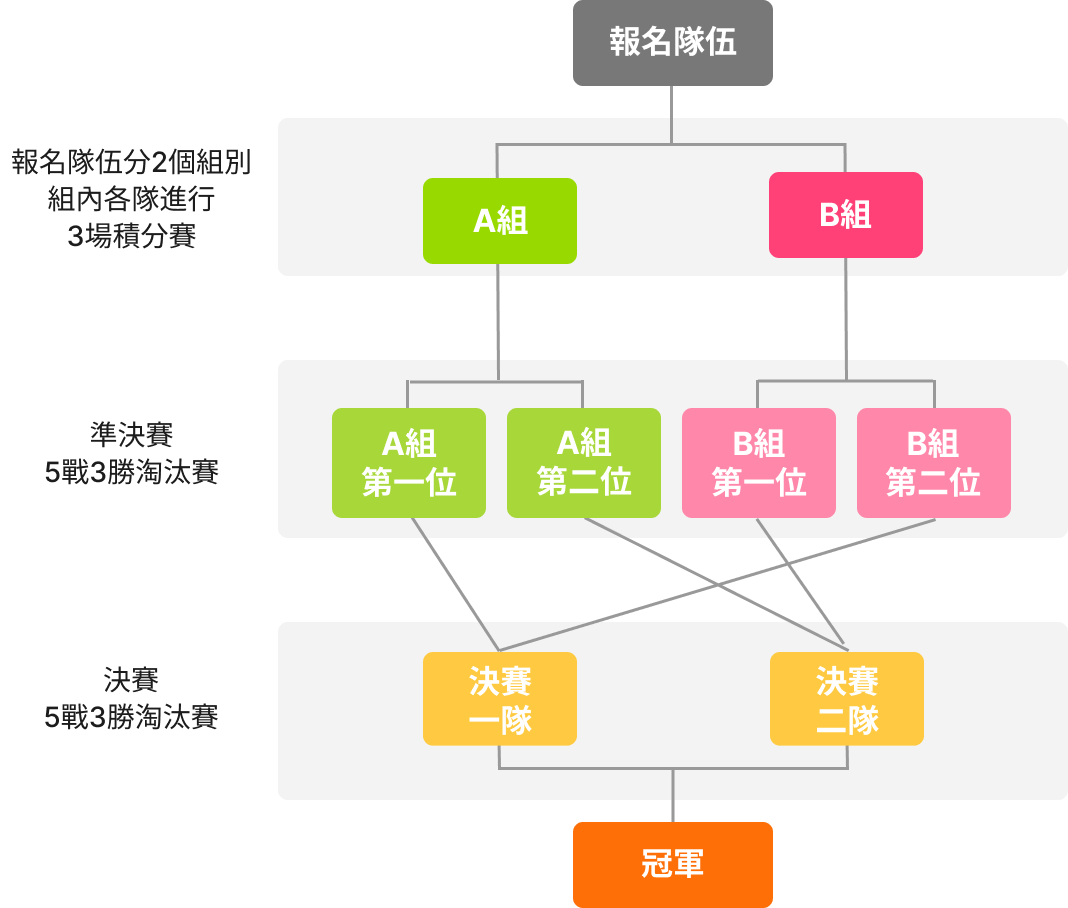 報名隊伍
報名隊伍分2個組別
組內各隊進行
3場積分賽
A組
B組
準決賽
5戰3勝淘汰賽
A組
第一位
A組
第二位
B組
第一位
B組
第二位
決賽
5戰3勝淘汰賽
決賽
一隊
決賽
二隊
冠軍